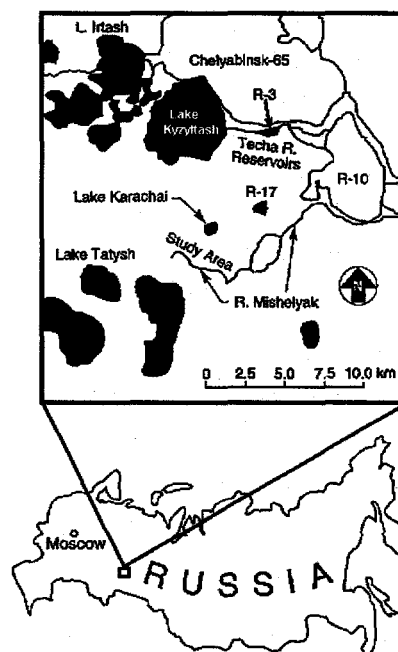 L. Irtash
Chelyabinsk-65
R-3
Lake
Kyzyltash
Techa R.
Reservoirs
R-10
Lake Karachai
R-17
Study Area
Lake Tatysh
R. Mishelyak
N
0 2.5 5.0 7.5 10.0 km
Moscow
RUSSIA